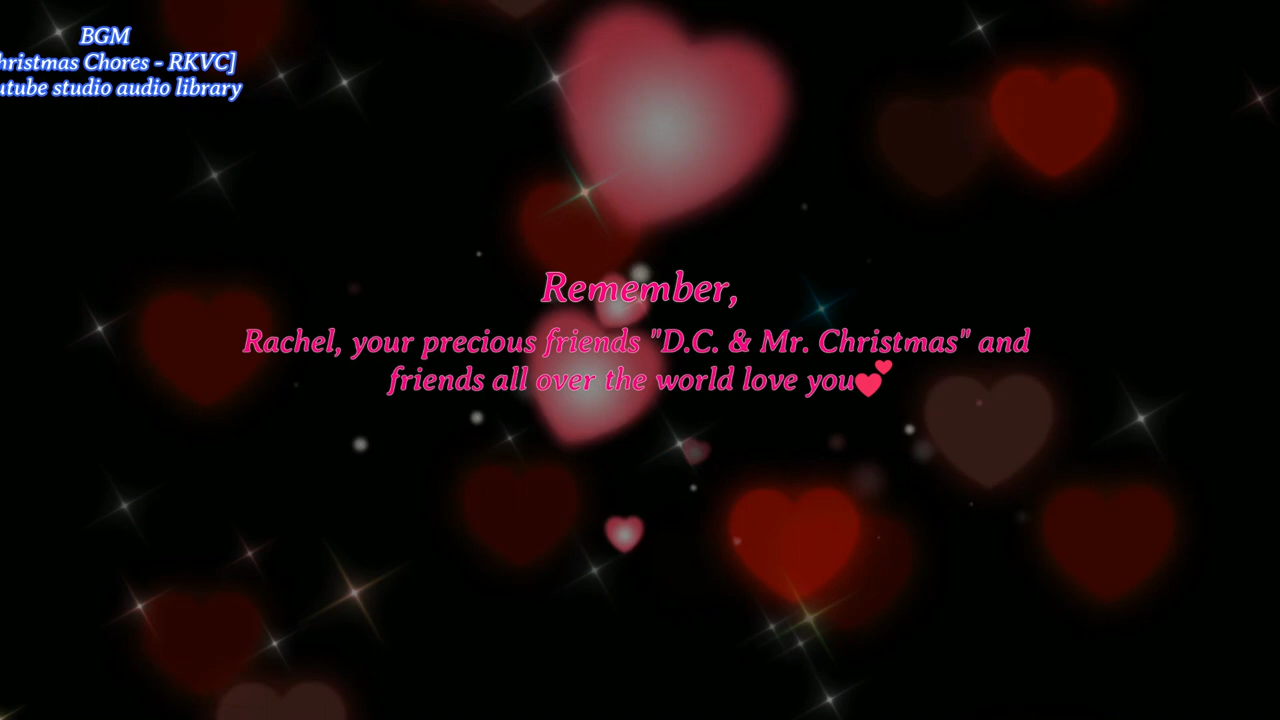 BGM
hristmas Chores - RKVC]
utube studio audio library
Remember,
Rachel, your precious friends "D.C. & Mr. Christmas" and
friends all over the world love you💕